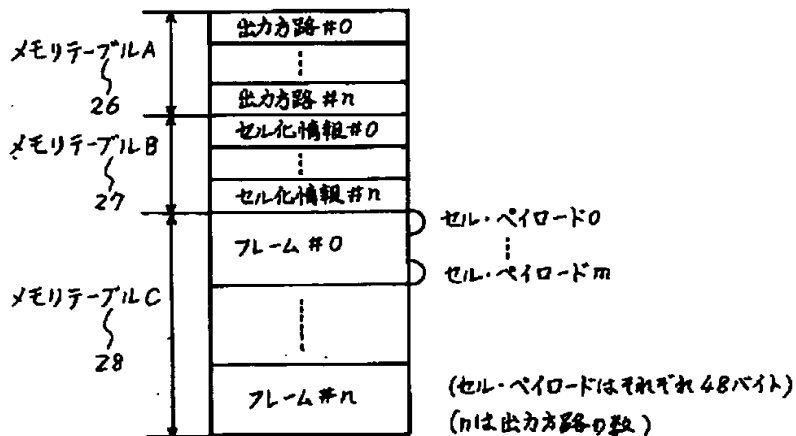 メモリテーブルA
26
出力方路#0
出力方路#n
メモリテーブルB
27
セル化情報#0
セル化情報#n
メモリテーブルC
28
フレーム#0
フレーム#n
セル・ペイロード0
セル・ペイロードm
(セル・ペイロードはそれぞれ48バイト)
(nは出力方路の数)